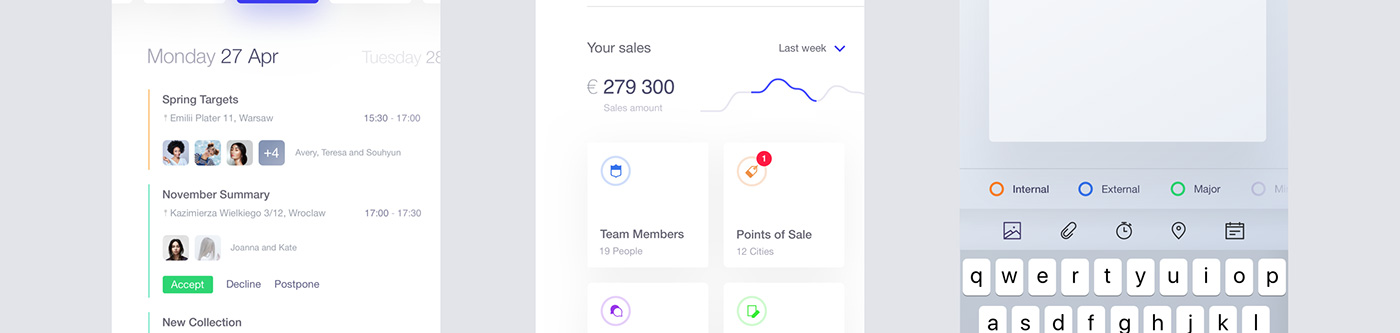 Monday 27 Apr
Tuesday 28
Spring Targets
↑ Emilii Plater 11, Warsaw
15:30 - 17:00
+4
Avery, Teresa and Souhyun
November Summary
↑ Kazimierza Wielkiego 3/12, Wroclaw
17:00 - 17:30
Joanna and Kate
Accept Decline Postpone
New Collection
Your sales
Last week
€ 279 300
Sales amount
1
Team Members
19 People
Points of Sale
12 Cities
Internal External Major
q w e r t y u i o p
a s d f g h j k l